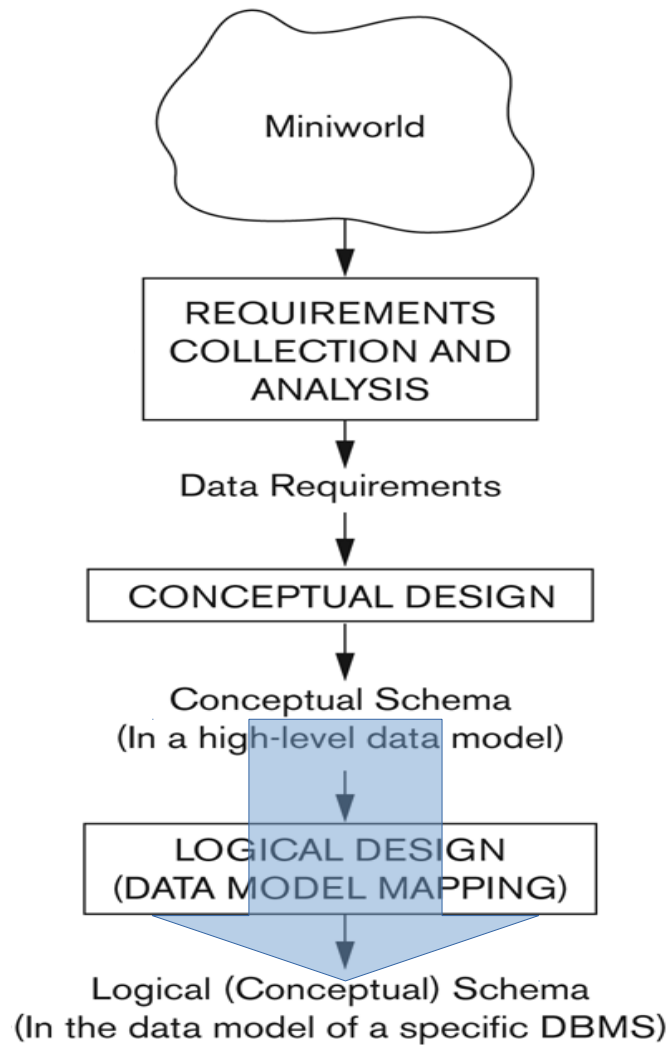 Miniworld
REQUIREMENTS
COLLECTION AND
ANALYSIS
Data Requirements
CONCEPTUAL DESIGN
Conceptual Schema
(In a high-level data model)
LOGICAL DESIGN
(DATA MODEL MAPPING)
Logical (Conceptual) Schema
(In the data model of a specific DBMS)